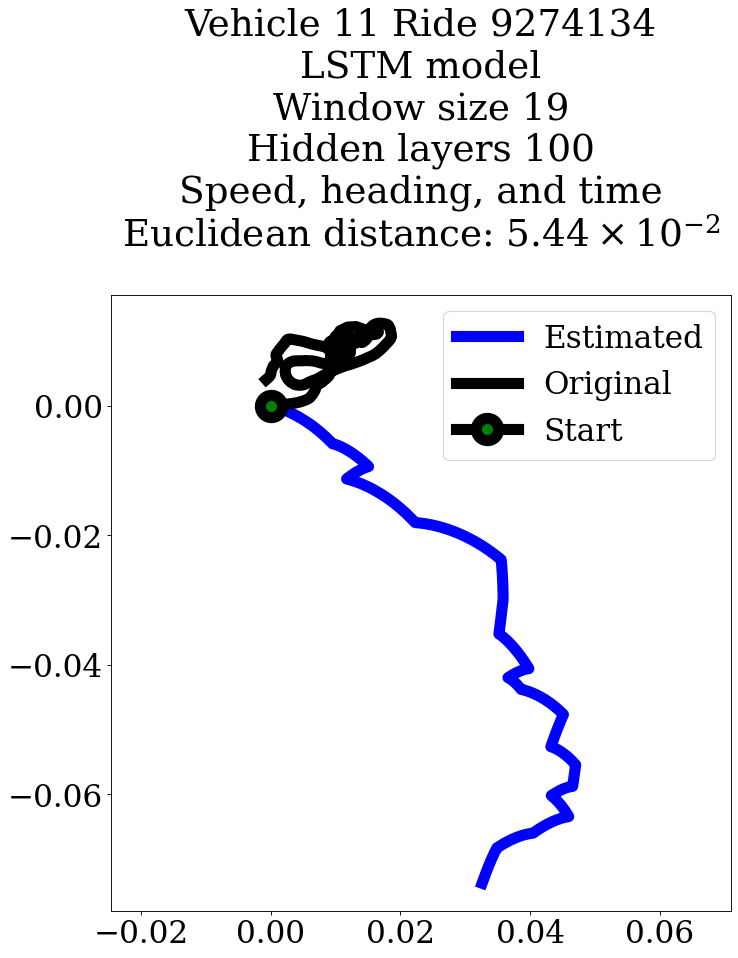 Vehicle 11 Ride 9274134
LSTM model
Window size 19
Hidden layers 100
Speed, heading, and time
Euclidean distance: 5.44 × 10⁻²
Estimated
Original
Start
0.00
−0.02
−0.04
−0.06
−0.02 0.00 0.02 0.04 0.06